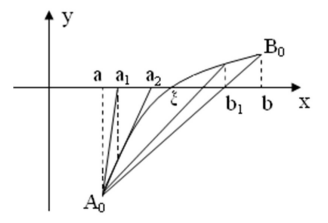 y
B₀
a a₁ a₂ ξ b₁ b x
A₀